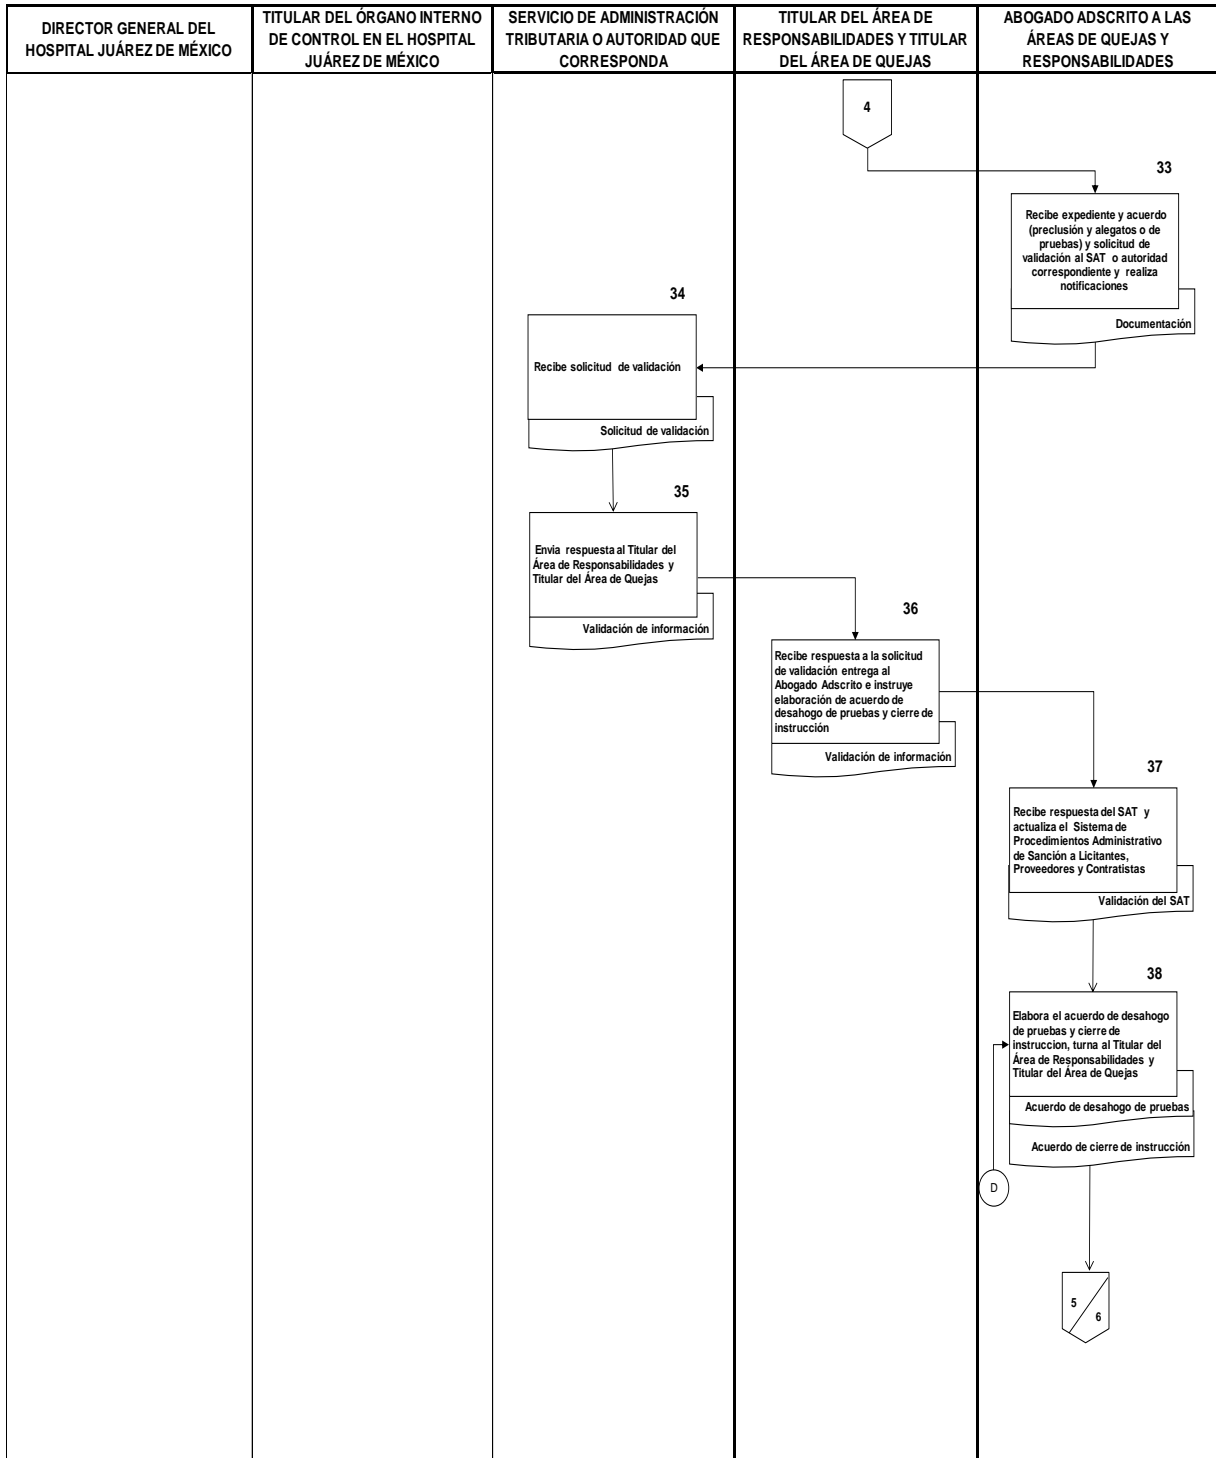 DIRECTOR GENERAL DEL
HOSPITAL JUÁREZ DE MÉXICO
TITULAR DEL ÓRGANO INTERNO
DE CONTROL EN EL HOSPITAL
JUÁREZ DE MÉXICO
SERVICIO DE ADMINISTRACIÓN
TRIBUTARIA O AUTORIDAD QUE
CORRESPONDA
TITULAR DEL ÁREA DE
RESPONSABILIDADES Y TITULAR
DEL ÁREA DE QUEJAS
ABOGADO ADSCRITO A LAS
ÁREAS DE QUEJAS Y
RESPONSABILIDADES
4
33
Recibe expediente y acuerdo
(preclusión y alegatos o de
pruebas) y solicitud de
validación al SAT o autoridad
correspondiente y realiza
notificaciones
Documentación
34
Recibe solicitud de validación
Solicitud de validación
35
Envia respuesta al Titular del
Área de Responsabilidades y
Titular del Área de Quejas
Validación de información
36
Recibe respuesta a la solicitud
de validación entrega al
Abogado Adscrito e instruye
elaboración de acuerdo de
desahogo de pruebas y cierre de
instrucción
Validación de información
37
Recibe respuesta del SAT y
actualiza el Sistema de
Procedimientos Administrativo
de Sanción a Licitantes,
Proveedores y Contratistas
Validación del SAT
38
Elabora el acuerdo de desahogo
de pruebas y cierre de
instruccion, turna al Titular del
Área de Responsabilidades y
Titular del Área de Quejas
Acuerdo de desahogo de pruebas
Acuerdo de cierre de instrucción
D
5
6